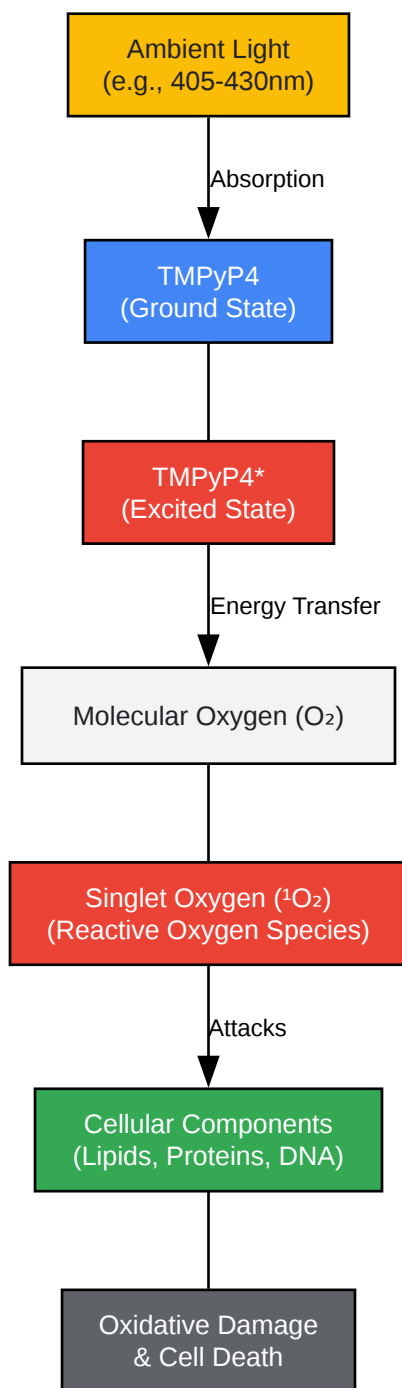 Ambient Light
(e.g., 405-430nm)
Absorption
TMPyP4
(Ground State)
TMPyP4*
(Excited State)
Energy Transfer
Molecular Oxygen (O₂)
Singlet Oxygen (¹O₂)
(Reactive Oxygen Species)
Attacks
Cellular Components
(Lipids, Proteins, DNA)
Oxidative Damage
& Cell Death